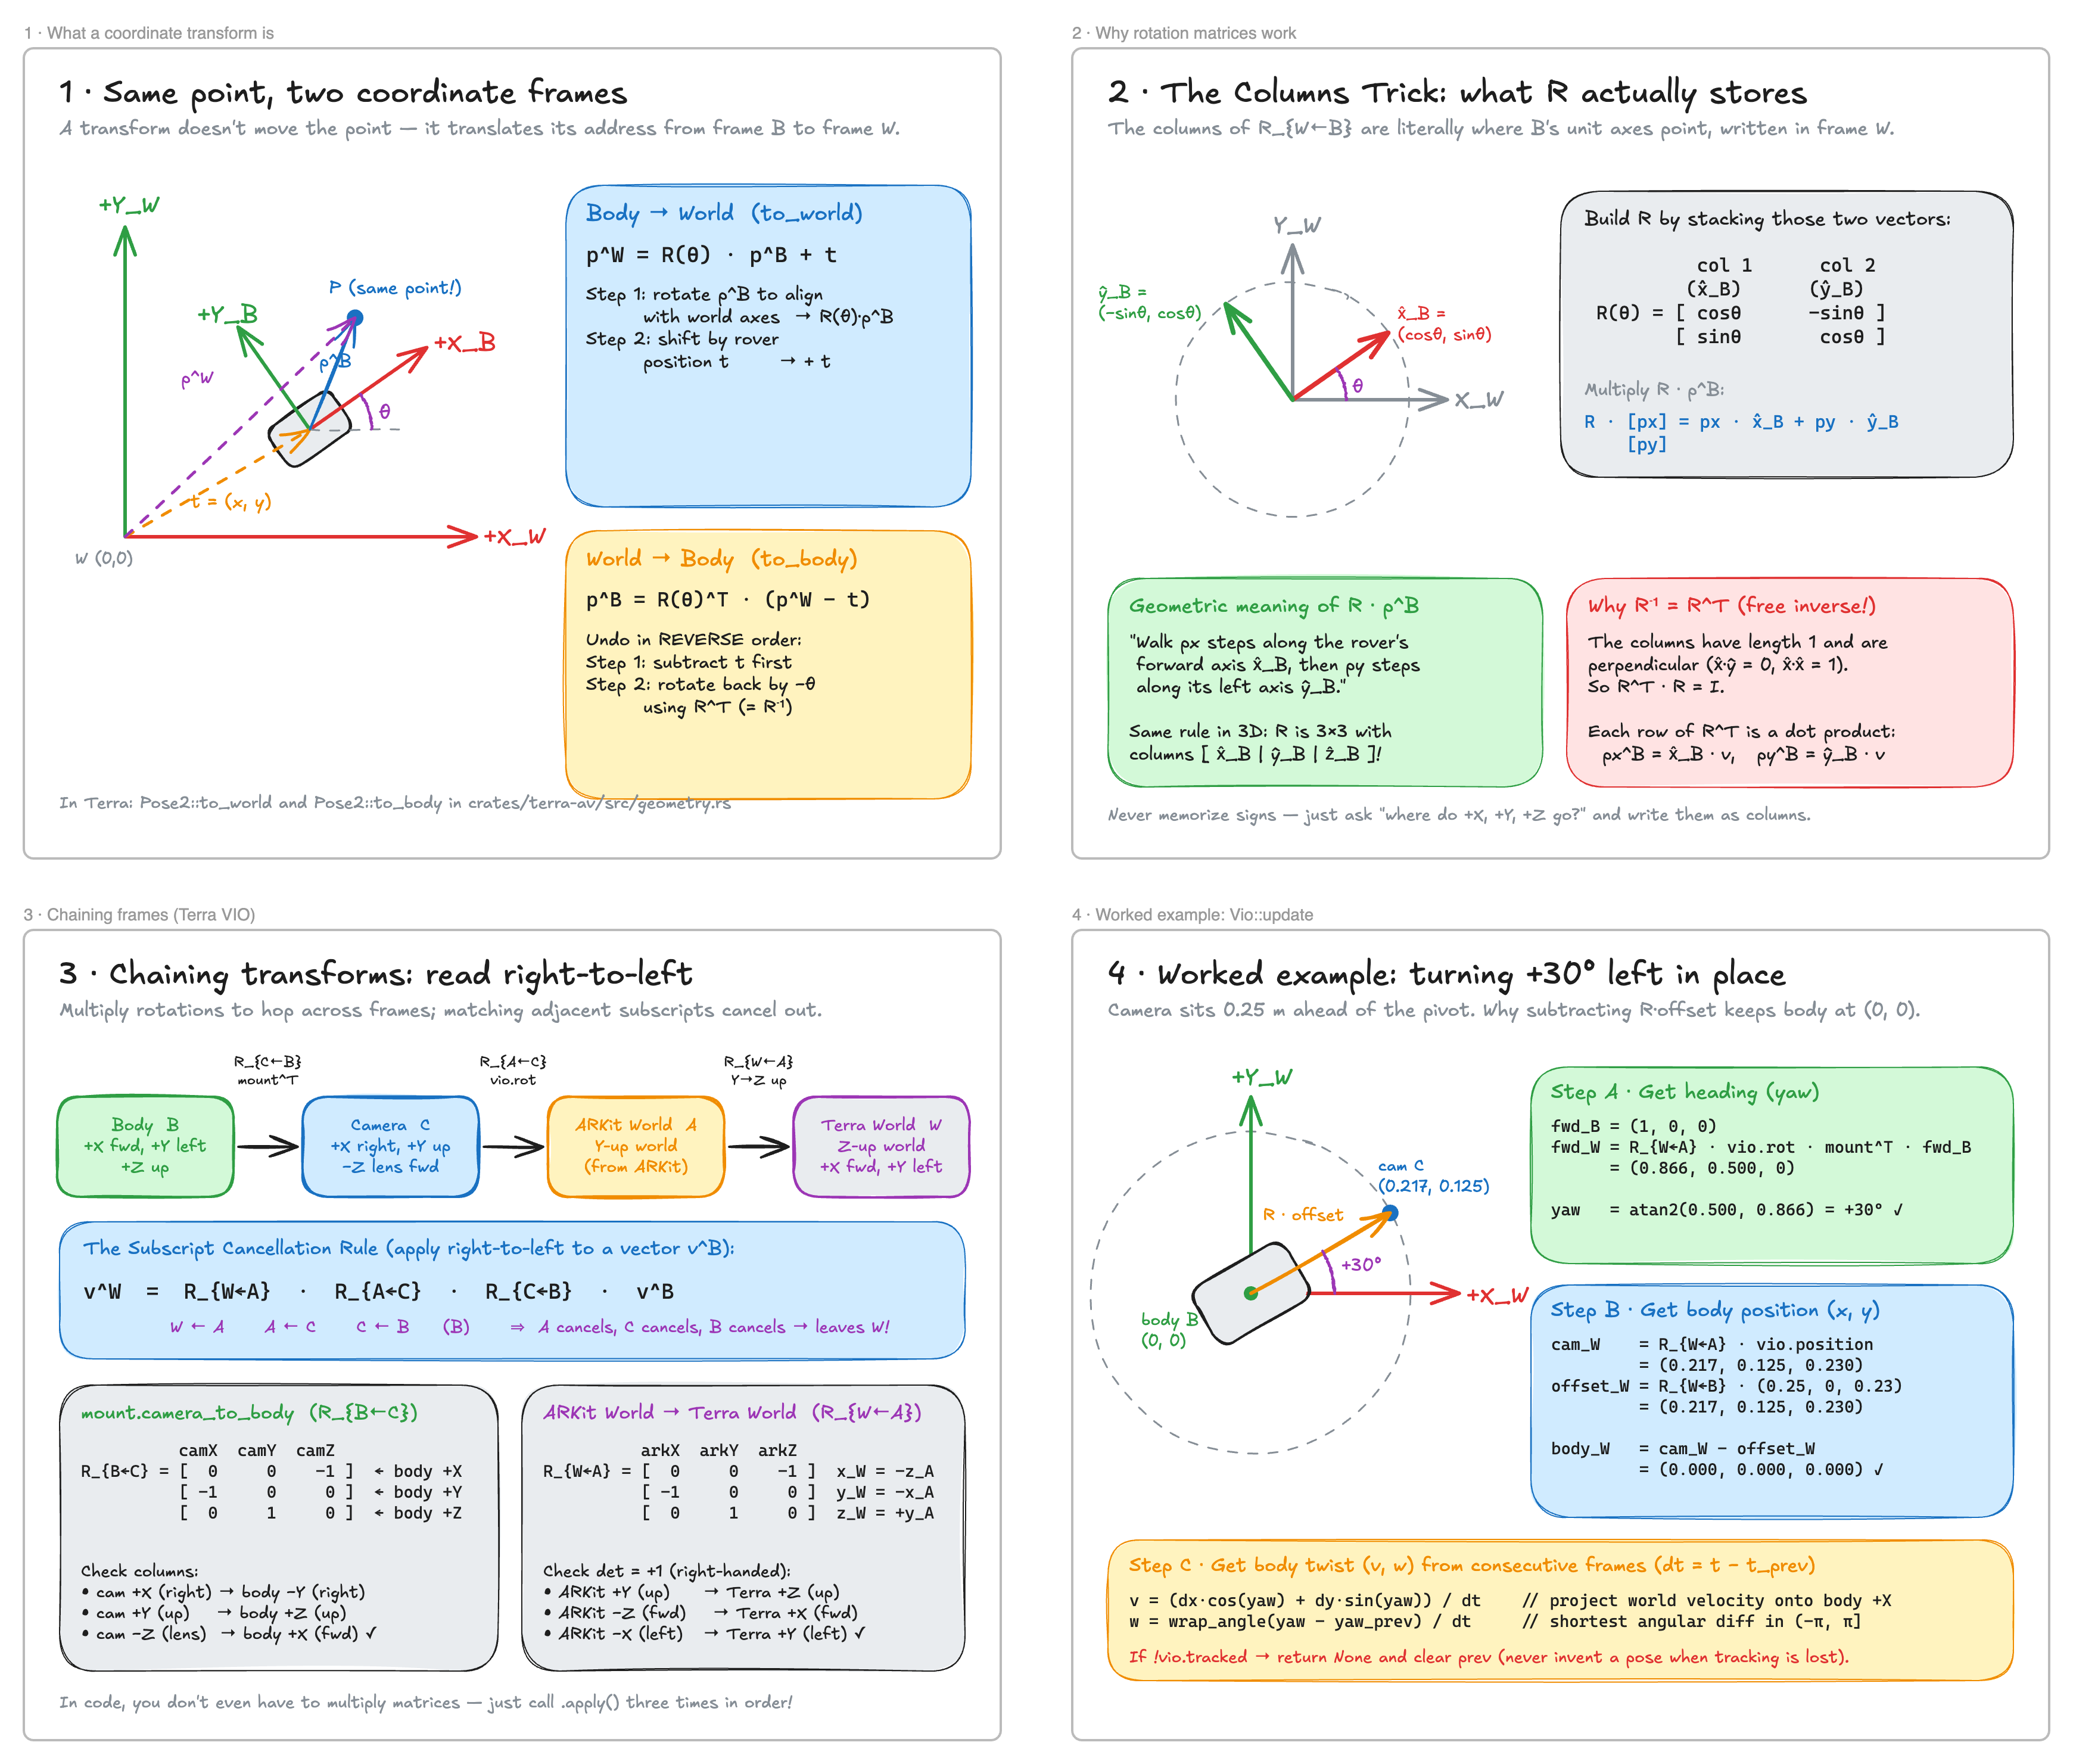 1 · What a coordinate transform is
1 · Same point, two coordinate frames
A transform doesn't move the point — it translates its address from frame B to frame W.
+Y_W
P (same point!)
+Y_B
+X_B
p^B
p^W
θ
t = (x, y)
+X_W
W (0,0)
Body → World (to_world)
p^W = R(θ) · p^B + t
Step 1: rotate p^B to align
with world axes → R(θ)·p^B
Step 2: shift by rover
position t → + t
World → Body (to_body)
p^B = R(θ)^T · (p^W − t)
Undo in REVERSE order:
Step 1: subtract t first
Step 2: rotate back by −θ
using R^T (= R⁻¹)
In Terra: Pose2::to_world and Pose2::to_body in crates/terra-av/src/geometry.rs
2 · Why rotation matrices work
2 · The Columns Trick: what R actually stores
The columns of R_{W←B} are literally where B's unit axes point, written in frame W.
Y_W
ŷ_B =
(-sinθ, cosθ)
x̂_B =
(cosθ, sinθ)
θ
X_W
Build R by stacking those two vectors:
col 1 col 2
(x̂_B) (ŷ_B)
R(θ) = [ cosθ −sinθ ]
[ sinθ cosθ ]
Multiply R · p^B:
R · [px] = px · x̂_B + py · ŷ_B
[py]
Geometric meaning of R · p^B
"Walk px steps along the rover's
forward axis x̂_B, then py steps
along its left axis ŷ_B."
Same rule in 3D: R is 3×3 with
columns [ x̂_B | ŷ_B | ẑ_B ]!
Why R⁻¹ = R^T (free inverse!)
The columns have length 1 and are
perpendicular (x̂·ŷ = 0, x̂·x̂ = 1).
So R^T · R = I.
Each row of R^T is a dot product:
px^B = x̂_B · v, py^B = ŷ_B · v
Never memorize signs — just ask "where do +X, +Y, +Z go?" and write them as columns.
3 · Chaining frames (Terra VIO)
3 · Chaining transforms: read right-to-left
Multiply rotations to hop across frames; matching adjacent subscripts cancel out.
R_{C←B}
mount^T
R_{A←C}
vio.rot
R_{W←A}
Y→Z up
Body B
+X fwd, +Y left
+Z up
Camera C
+X right, +Y up
-Z lens fwd
ARKit World A
Y-up world
(from ARKit)
Terra World W
Z-up world
+X fwd, +Y left
The Subscript Cancellation Rule (apply right-to-left to a vector v^B):
v^W = R_{W←A} · R_{A←C} · R_{C←B} · v^B
W ← A A ← C C ← B (B) ⇒ A cancels, C cancels, B cancels → leaves W!
mount.camera_to_body (R_{B←C})
camX camY camZ
R_{B←C} = [ 0 0 −1 ] ← body +X
[ −1 0 0 ] ← body +Y
[ 0 1 0 ] ← body +Z
Check columns:
• cam +X (right) → body −Y (right)
• cam +Y (up) → body +Z (up)
• cam −Z (lens) → body +X (fwd) ✓
ARKit World → Terra World (R_{W←A})
arkX arkY arkZ
R_{W←A} = [ 0 0 −1 ] x_W = −z_A
[ −1 0 0 ] y_W = −x_A
[ 0 1 0 ] z_W = +y_A
Check det = +1 (right-handed):
• ARKit +Y (up) → Terra +Z (up)
• ARKit −Z (fwd) → Terra +X (fwd)
• ARKit −X (left) → Terra +Y (left) ✓
In code, you don't even have to multiply matrices — just call .apply() three times in order!
4 · Worked example: Vio::update
4 · Worked example: turning +30° left in place
Camera sits 0.25 m ahead of the pivot. Why subtracting R·offset keeps body at (0, 0).
+Y_W
cam C
(0.217, 0.125)
R · offset
+30°
+X_W
body B
(0, 0)
Step A · Get heading (yaw)
fwd_B = (1, 0, 0)
fwd_W = R_{W←A} · vio.rot · mount^T · fwd_B
= (0.866, 0.500, 0)
yaw = atan2(0.500, 0.866) = +30° ✓
Step B · Get body position (x, y)
cam_W = R_{W←A} · vio.position
= (0.217, 0.125, 0.230)
offset_W = R_{W←B} · (0.25, 0, 0.23)
= (0.217, 0.125, 0.230)
body_W = cam_W − offset_W
= (0.000, 0.000, 0.000) ✓
Step C · Get body twist (v, w) from consecutive frames (dt = t - t_prev)
v = (dx·cos(yaw) + dy·sin(yaw)) / dt // project world velocity onto body +X
w = wrap_angle(yaw − yaw_prev) / dt // shortest angular diff in (−π, π]
If !vio.tracked → return None and clear prev (never invent a pose when tracking is lost).